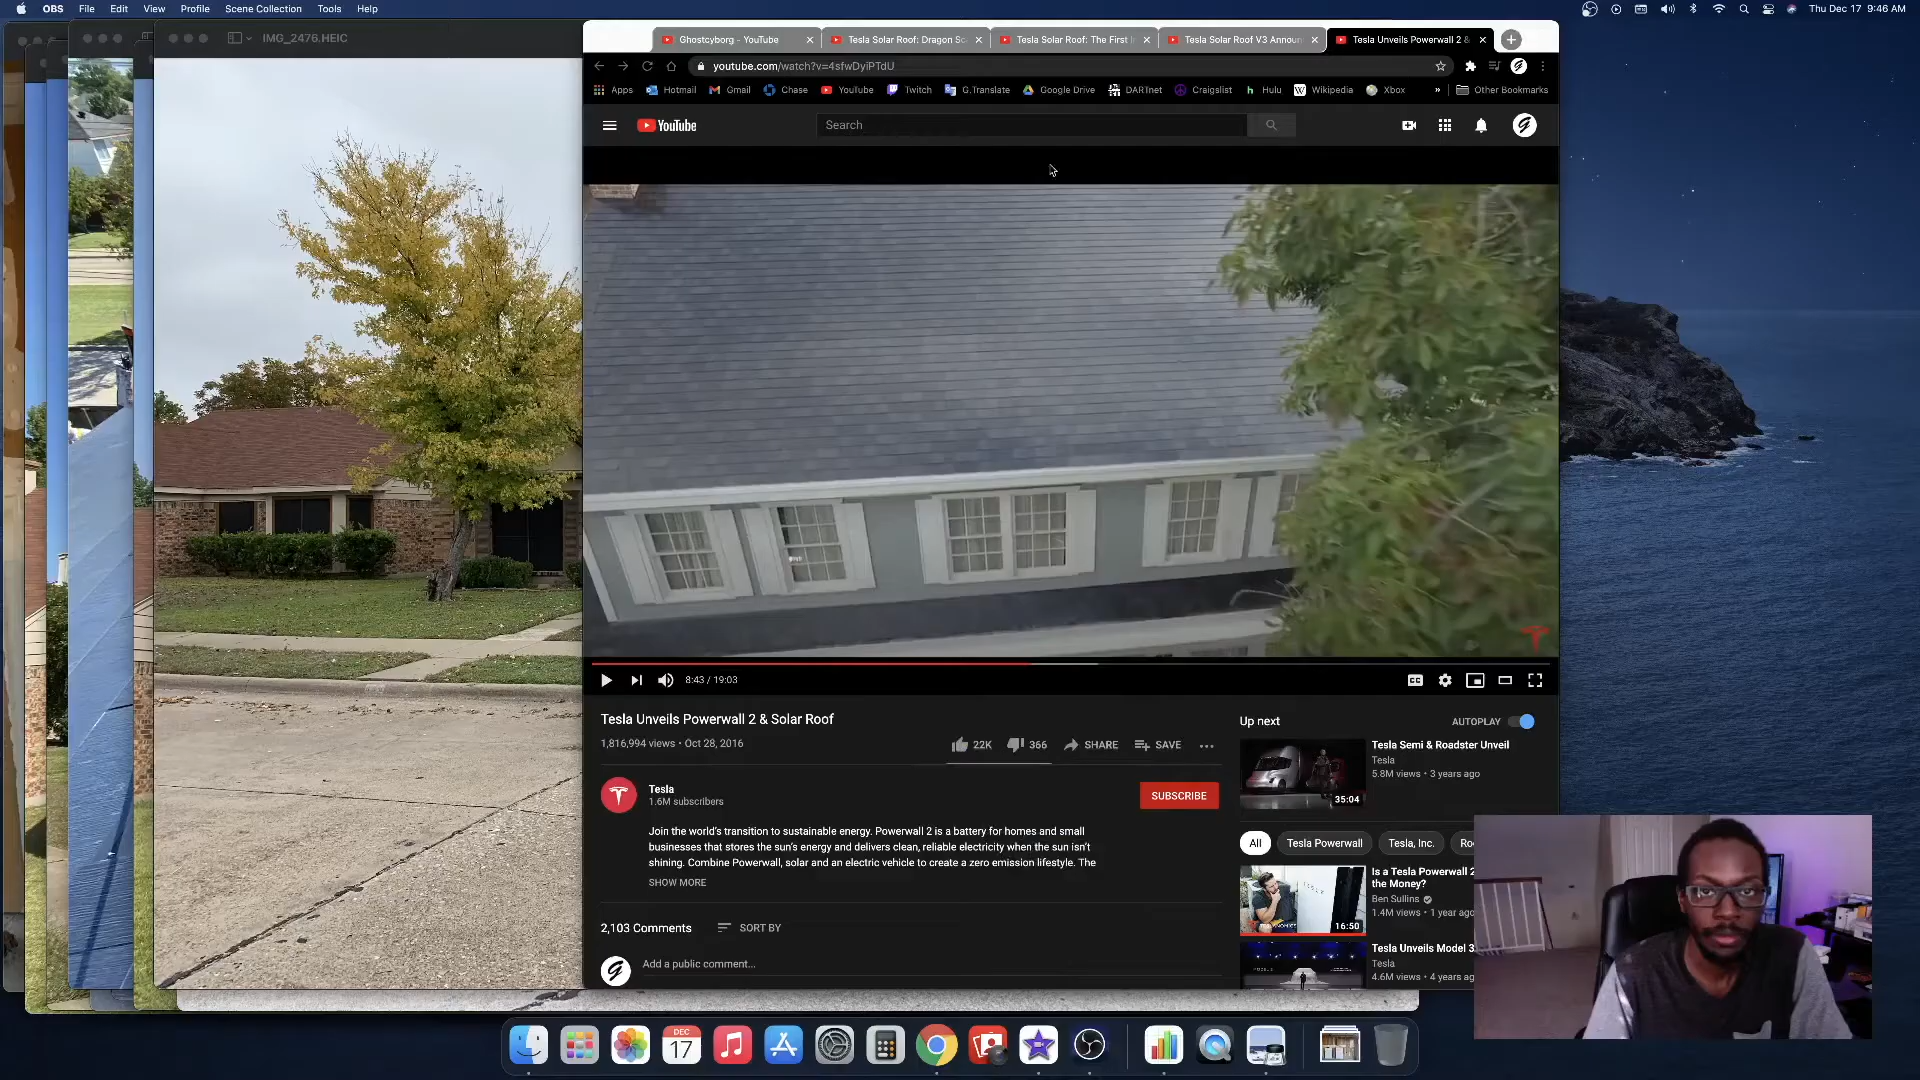 OBS File Edit View Profile Scene Collection Tools Help
Thu Dec 17 9:46 AM
IMG_2476.HEIC
Ghostcyborg - YouTube
Tesla Solar Roof: Dragon Sc
Tesla Solar Roof: The First
Tesla Solar Roof V3 Announ
Tesla Unveils Powerwall 2 &
youtube.com/watch?v=4sfwDyiPTdU
Apps Hotmail Gmail Chase YouTube Twitch G.Translate Google Drive DARTnet Craigslist Hulu Wikipedia Xbox » Other Bookmarks
YouTube
Search
8:43 / 19:03
Tesla Unveils Powerwall 2 & Solar Roof
1,816,994 views • Oct 28, 2016
22K 366 SHARE SAVE
Tesla
1.6M subscribers
SUBSCRIBE
Join the world's transition to sustainable energy. Powerwall 2 is a battery for homes and small
businesses that stores the sun's energy and delivers clean, reliable electricity when the sun isn't
shining. Combine Powerwall, solar and an electric vehicle to create a zero emission lifestyle. The
SHOW MORE
2,103 Comments SORT BY
Add a public comment...
Up next AUTOPLAY
Tesla Semi & Roadster Unveil
Tesla
5.8M views • 3 years ago
35:04
All Tesla Powerwall Tesla, Inc. Ro
Is a Tesla Powerwall 2
the Money?
Ben Sullins
1.4M views • 1 year ago
16:50
Tesla Unveils Model 3
Tesla
4.6M views • 4 years ago
DEC
17